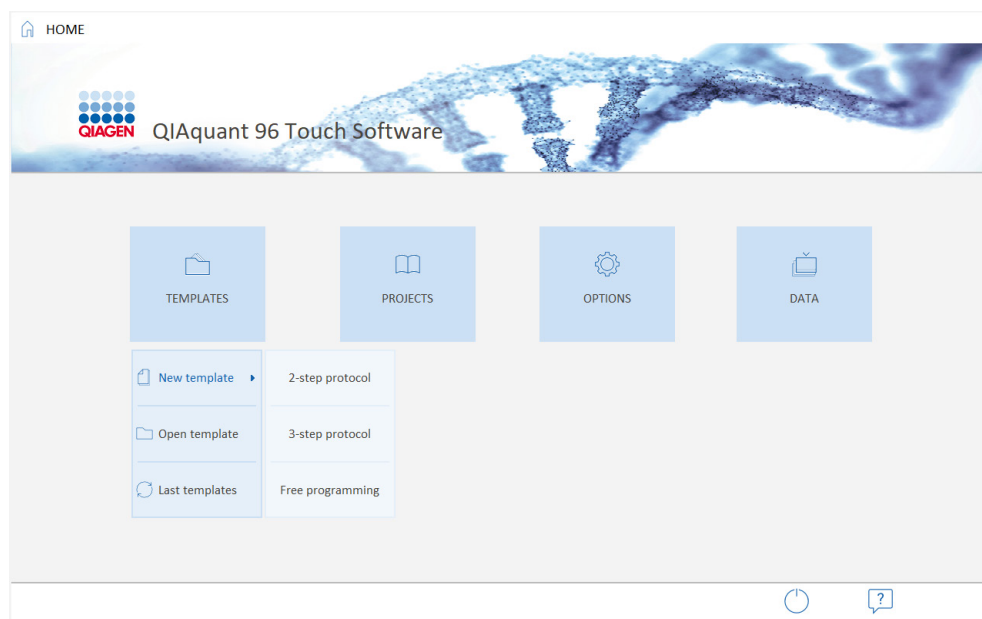 HOME
QIAGEN
QIAquant 96 Touch Software
TEMPLATES
PROJECTS
OPTIONS
DATA
New template
2-step protocol
Open template
3-step protocol
Last templates
Free programming
?